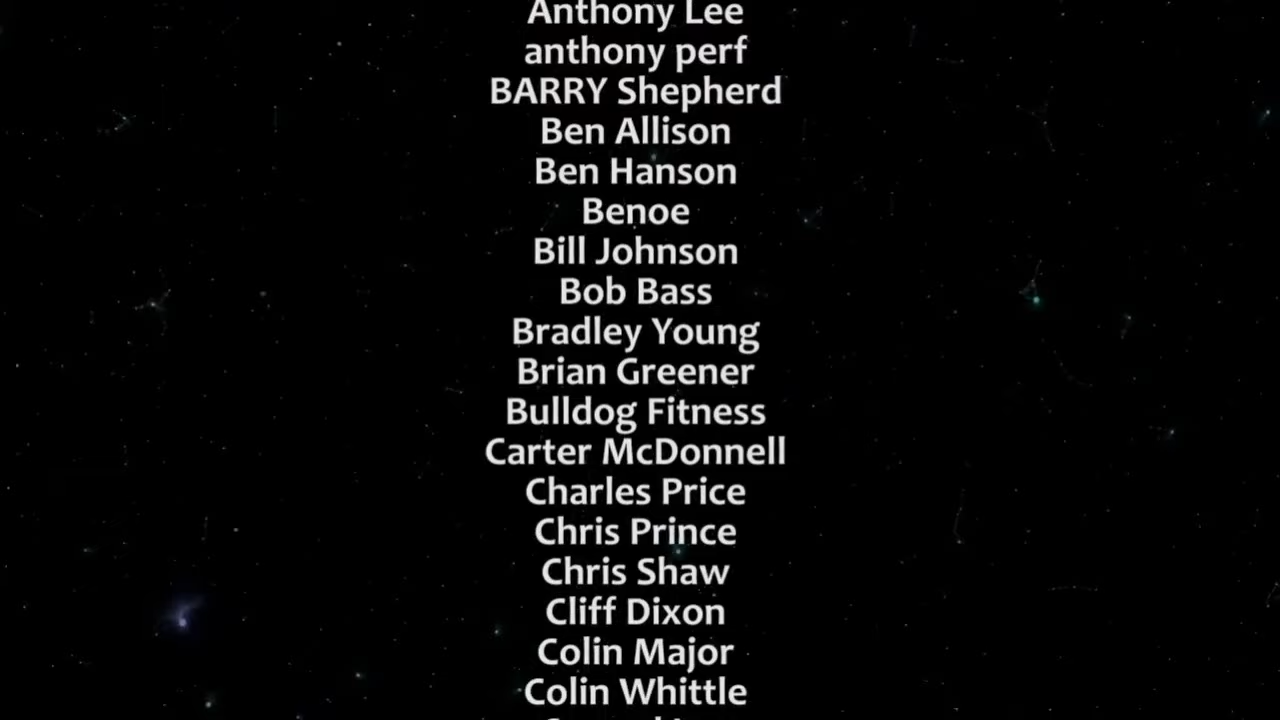 Anthony Lee
anthony perf
BARRY Shepherd
Ben Allison
Ben Hanson
Benoe
Bill Johnson
Bob Bass
Bradley Young
Brian Greener
Bulldog Fitness
Carter McDonnell
Charles Price
Chris Prince
Chris Shaw
Cliff Dixon
Colin Major
Colin Whittle